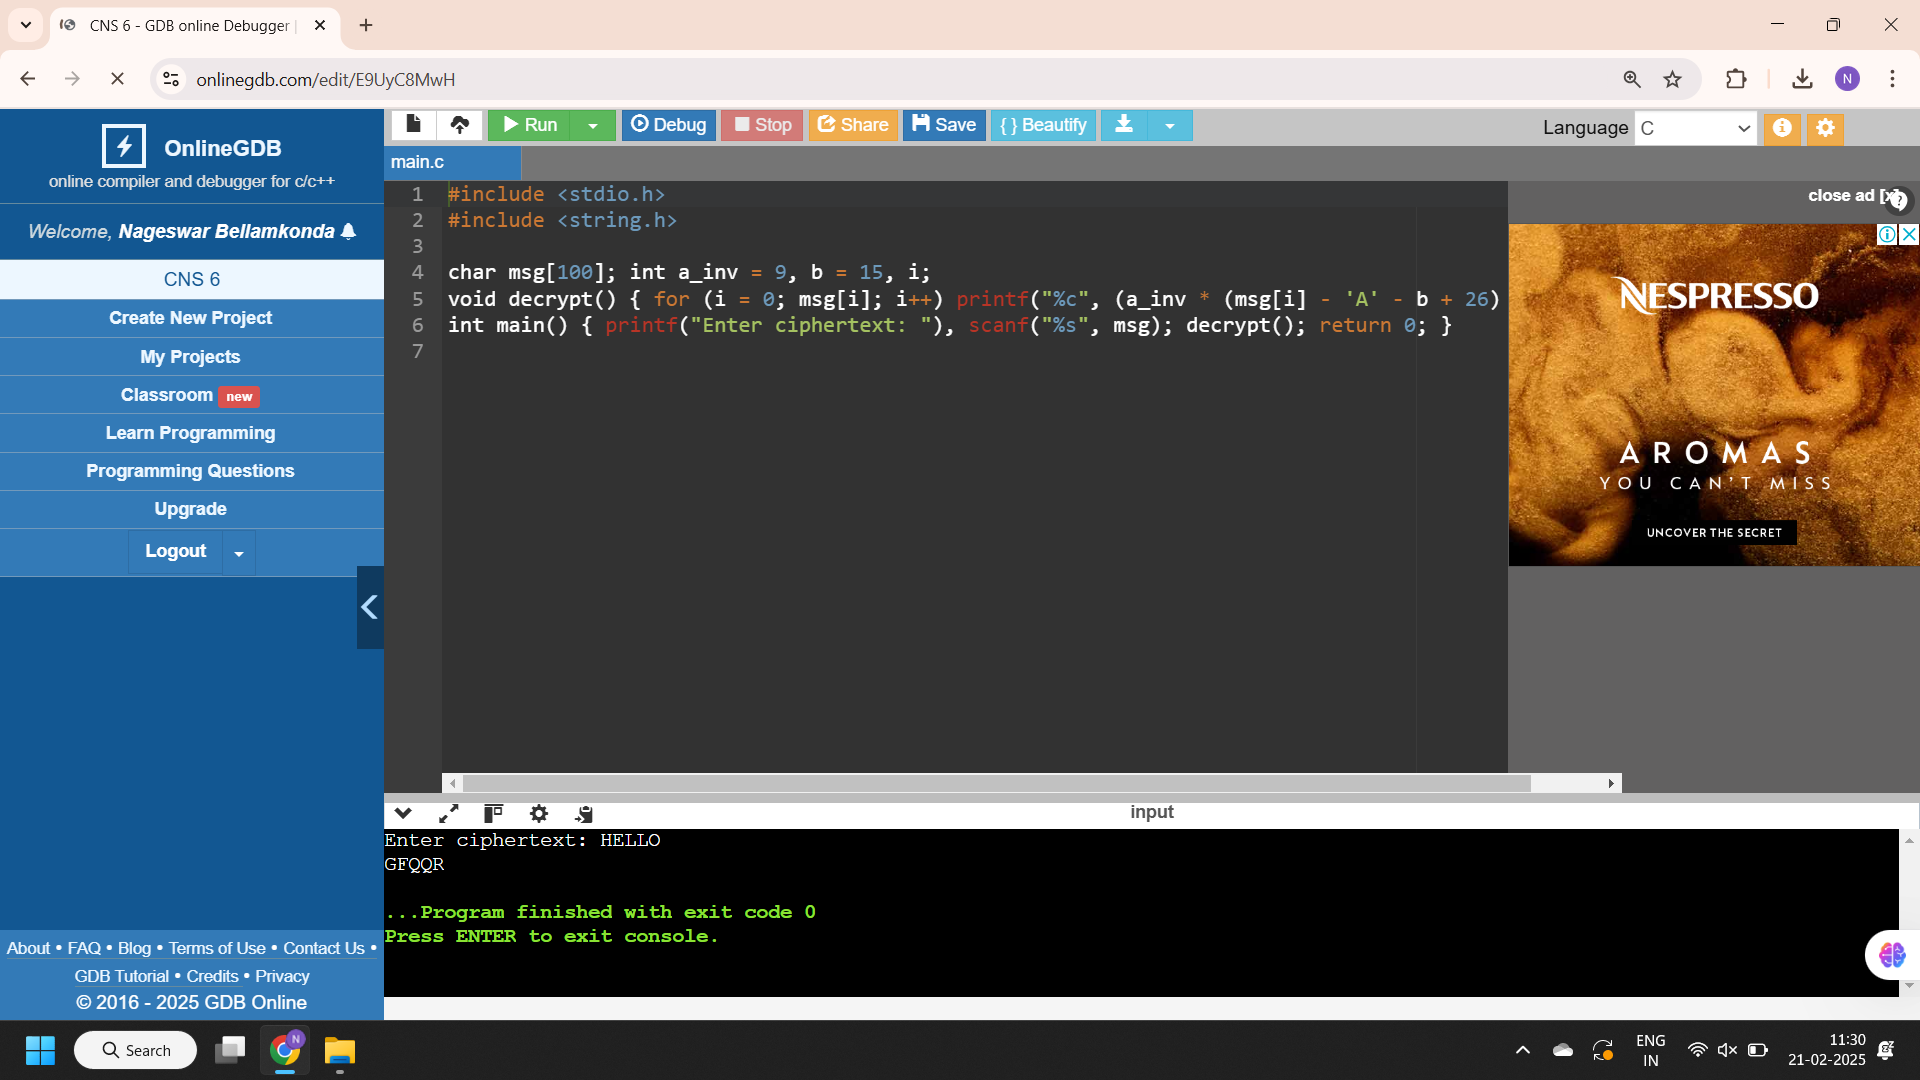 CNS 6 - GDB online Debugger |
onlinegdb.com/edit/E9UyC8MwH
N
OnlineGDB
online compiler and debugger for c/c++
Welcome, Nageswar Bellamkonda
CNS 6
Create New Project
My Projects
Classroom new
Learn Programming
Programming Questions
Upgrade
Logout
About • FAQ • Blog • Terms of Use • Contact Us •
GDB Tutorial • Credits • Privacy
© 2016 - 2025 GDB Online
Run
Debug
Stop
Share
Save
{ } Beautify
Language C
main.c
1 #include <stdio.h>
2 #include <string.h>
3
4 char msg[100]; int a_inv = 9, b = 15, i;
5 void decrypt() { for (i = 0; msg[i]; i++) printf("%c", (a_inv * (msg[i] - 'A' - b + 26)
6 int main() { printf("Enter ciphertext: "), scanf("%s", msg); decrypt(); return 0; }
7
close ad [x]
?
NESPRESSO
AROMAS
YOU CAN'T MISS
UNCOVER THE SECRET
input
Enter ciphertext: HELLO
GFQQR
...Program finished with exit code 0
Press ENTER to exit console.
Search
N
ENG
IN
11:30
21-02-2025